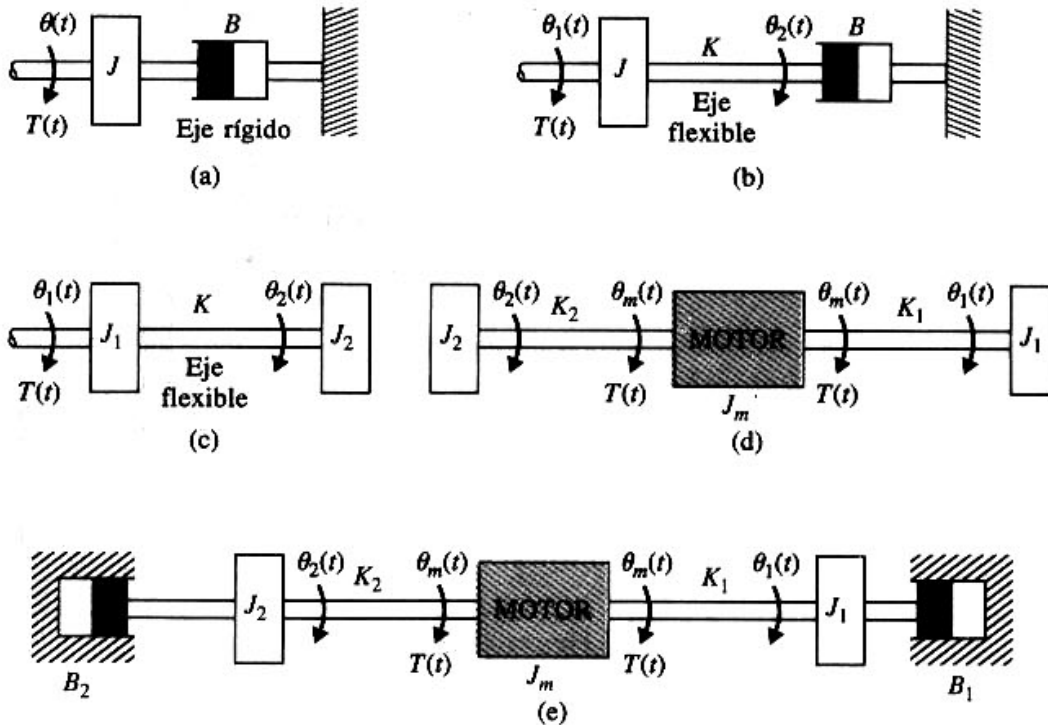 θ(t)
J
B
T(t)
Eje rígido
(a)
θ₁(t)
J
K
θ₂(t)
B
T(t)
Eje
flexible
(b)
θ₁(t)
J₁
K
θ₂(t)
J₂
T(t)
Eje
flexible
(c)
J₂
θ₂(t)
K₂
θₘ(t)
MOTOR
θₘ(t)
K₁
θ₁(t)
J₁
T(t)
Jₘ
T(t)
(d)
B₂
J₂
θ₂(t)
K₂
θₘ(t)
MOTOR
θₘ(t)
K₁
θ₁(t)
J₁
T(t)
Jₘ
T(t)
B₁
(e)